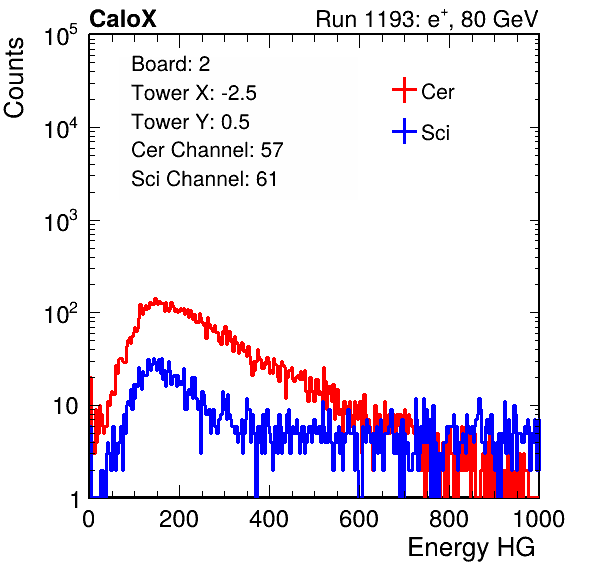 CaloX Run 1193: e⁺, 80 GeV
Counts
10⁵
10⁴
10³
10²
10
1
Board: 2
Tower X: -2.5
Tower Y: 0.5
Cer Channel: 57
Sci Channel: 61
Cer
Sci
0 200 400 600 800 1000
Energy HG